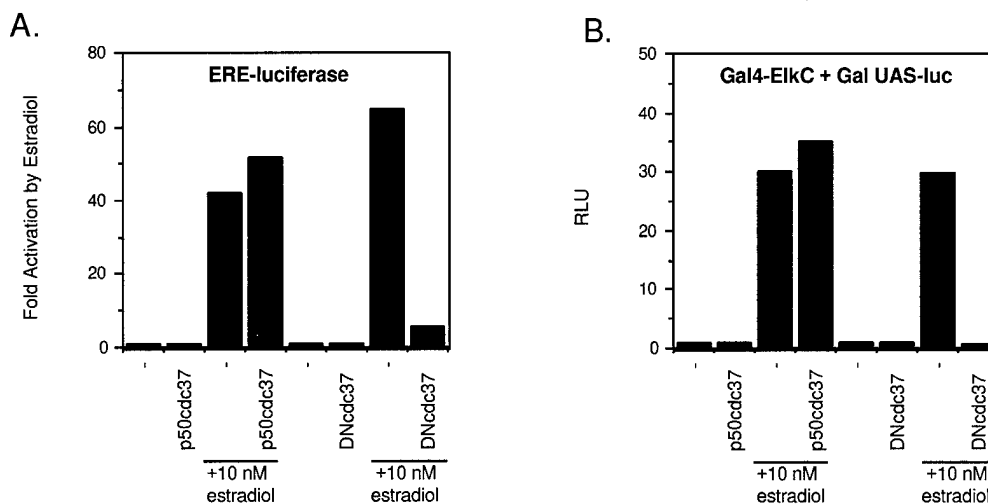 A.
ERE-luciferase
Fold Activation by Estradiol
80
60
40
20
0
-
p50cdc37
-
p50cdc37
-
DNcdc37
-
DNcdc37
+10 nM
estradiol
+10 nM
estradiol
B.
Gal4-ElkC + Gal UAS-luc
RLU
50
40
30
20
10
0
-
p50cdc37
-
p50cdc37
-
DNcdc37
-
DNcdc37
+10 nM
estradiol
+10 nM
estradiol